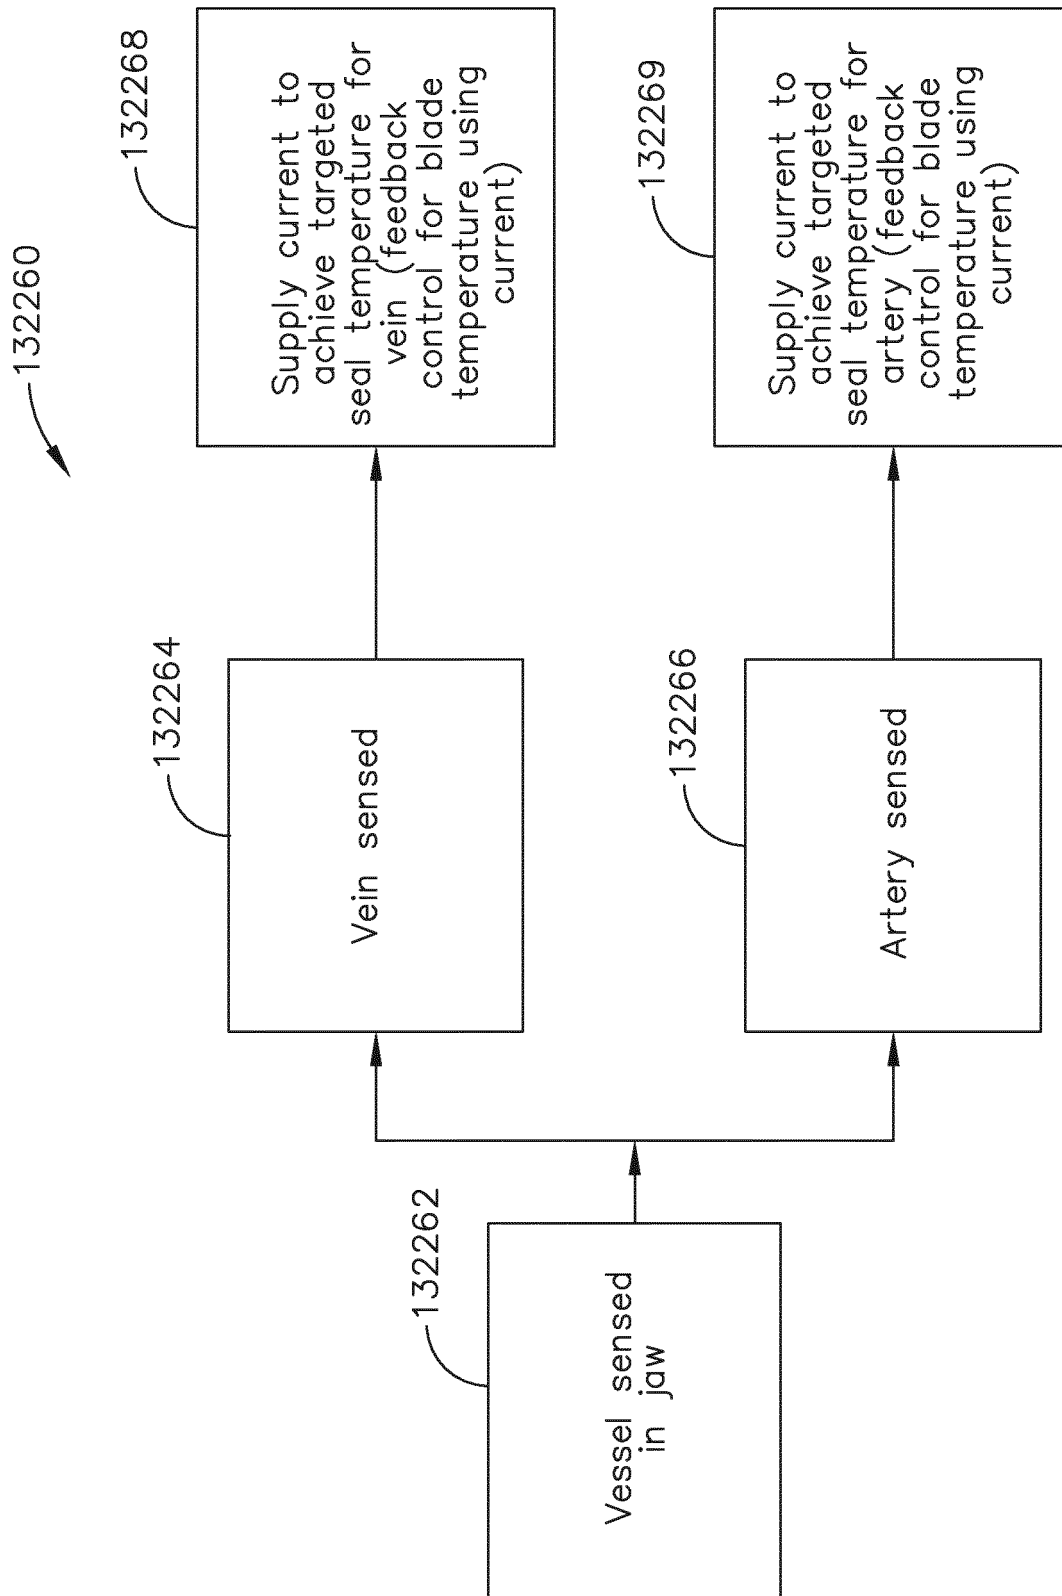 132260
132262
Vessel sensed
in jaw
132264
Vein sensed
132266
Artery sensed
132268
Supply current to
achieve targeted
seal temperature for
vein (feedback
control for blade
temperature using
current)
132269
Supply current to
achieve targeted
seal temperature for
artery (feedback
control for blade
temperature using
current)